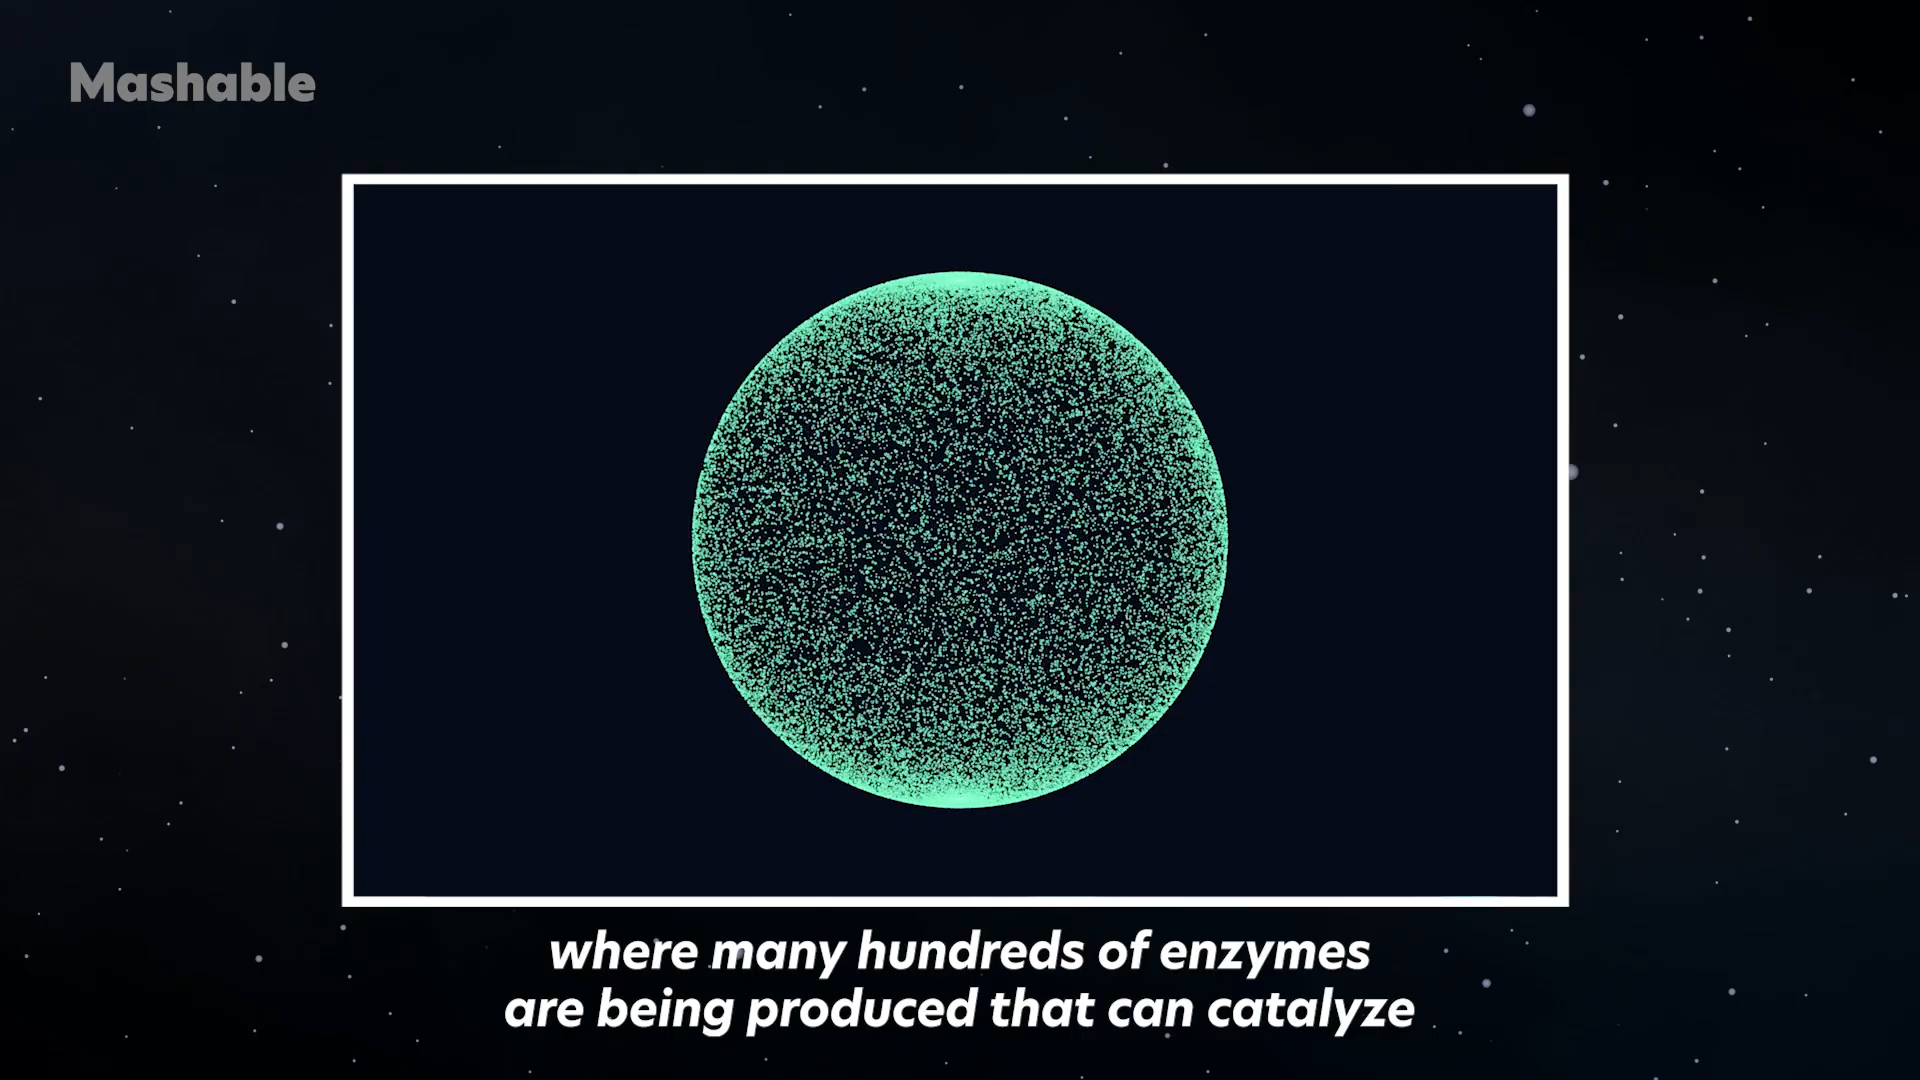 Mashable
where many hundreds of enzymes
are being produced that can catalyze